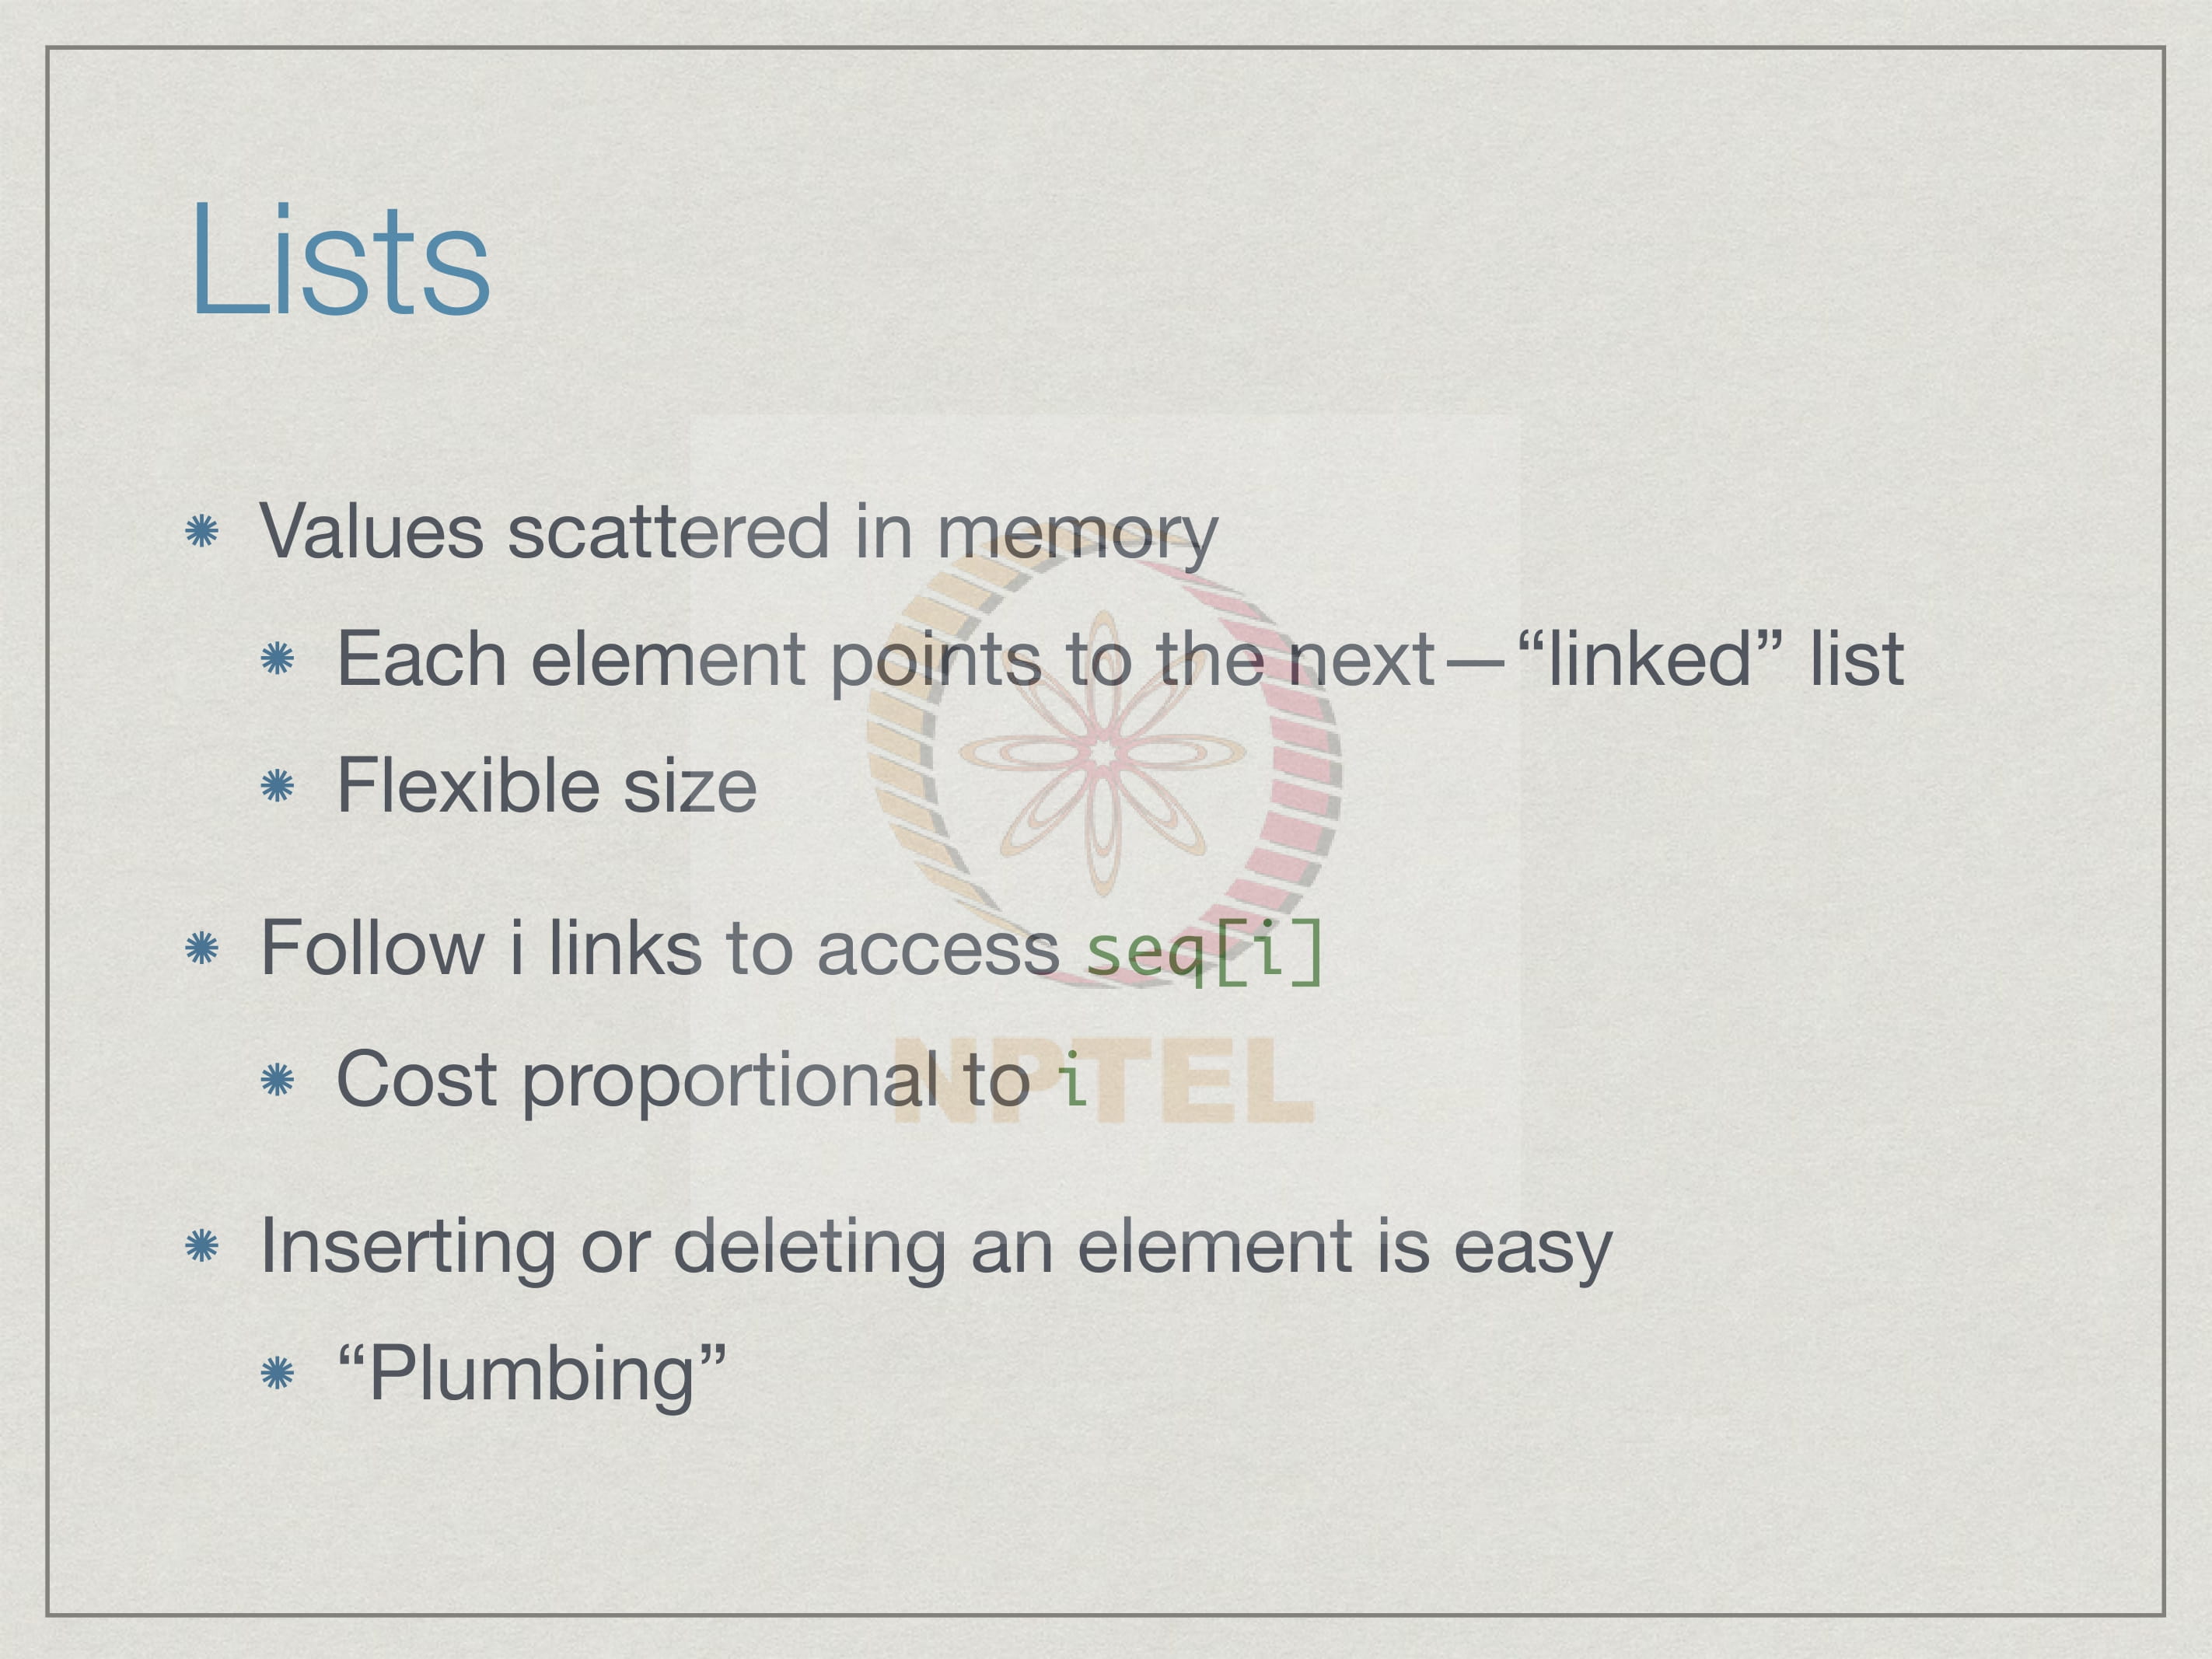 Lists
Values scattered in memory
Each element points to the next—“linked” list
Flexible size
Follow i links to access seq[i]
Cost proportional to i
NPTEL
Inserting or deleting an element is easy
“Plumbing”